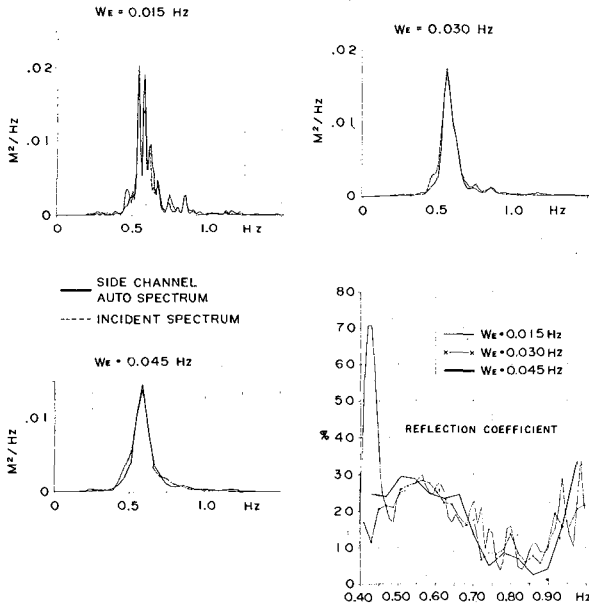 WE = 0.015 Hz
.02
.01
0
M²/Hz
0 0.5 1.0 Hz
WE = 0.030 Hz
.02
.01
0
M²/Hz
0 0.5 1.0 Hz
SIDE CHANNEL
AUTO SPECTRUM
INCIDENT SPECTRUM
WE = 0.045 Hz
.01
0
M²/Hz
0 0.5 1.0 Hz
80
70
60
50
40
30
20
10
0
%
WE = 0.015 Hz
WE = 0.030 Hz
WE = 0.045 Hz
REFLECTION COEFFICIENT
0.40 0.50 0.60 0.70 0.80 0.90 Hz